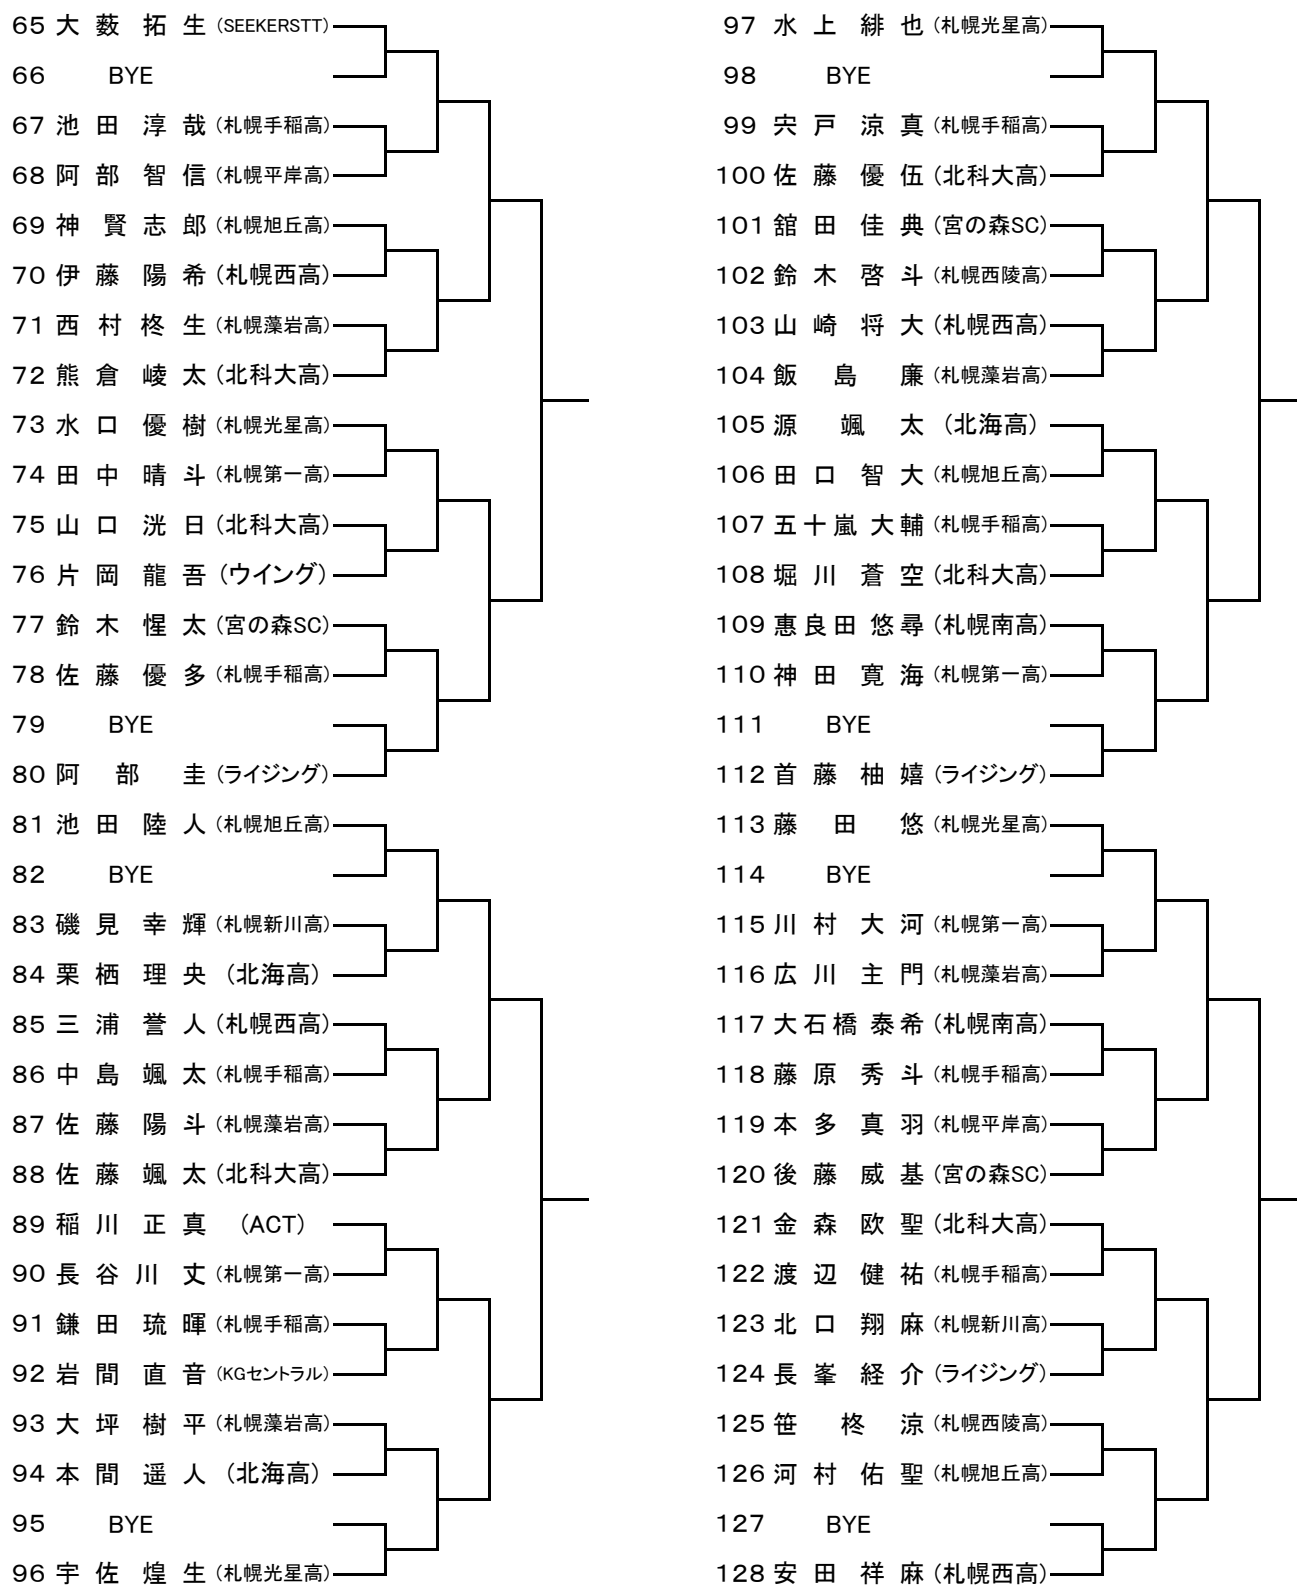 65 大薮 拓生 (SEEKERSTT)
66 BYE
67 池田 淳哉 (札幌手稲高)
68 阿部 智信 (札幌平岸高)
69 神 賢志郎 (札幌旭丘高)
70 伊藤 陽希 (札幌西高)
71 西村 柊生 (札幌藻岩高)
72 熊倉 崚太 (北科大高)
73 水口 優樹 (札幌光星高)
74 田中 晴斗 (札幌第一高)
75 山口 洸日 (北科大高)
76 片岡 龍吾 (ウイング)
77 鈴木 惺太 (宮の森SC)
78 佐藤 優多 (札幌手稲高)
79 BYE
80 阿部 圭 (ライジング)
81 池田 陸人 (札幌旭丘高)
82 BYE
83 磯見 幸輝 (札幌新川高)
84 栗栖 理央 (北海高)
85 三浦 誉人 (札幌西高)
86 中島 颯太 (札幌手稲高)
87 佐藤 陽斗 (札幌藻岩高)
88 佐藤 颯太 (北科大高)
89 稲川 正真 (ACT)
90 長谷川 丈 (札幌第一高)
91 鎌田 琉暉 (札幌手稲高)
92 岩間 直音 (KGセントラル)
93 大坪 樹平 (札幌藻岩高)
94 本間 遥人 (北海高)
95 BYE
96 宇佐 煌生 (札幌光星高)
97 水上 緋也 (札幌光星高)
98 BYE
99 宍戸 涼真 (札幌手稲高)
100 佐藤 優伍 (北科大高)
101 舘田 佳典 (宮の森SC)
102 鈴木 啓斗 (札幌西陵高)
103 山崎 将大 (札幌西高)
104 飯島 廉 (札幌藻岩高)
105 源 颯太 (北海高)
106 田口 智大 (札幌旭丘高)
107 五十嵐 大輔 (札幌手稲高)
108 堀川 蒼空 (北科大高)
109 恵良田 悠尋 (札幌南高)
110 神田 寛海 (札幌第一高)
111 BYE
112 首藤 柚嬉 (ライジング)
113 藤田 悠 (札幌光星高)
114 BYE
115 川村 大河 (札幌第一高)
116 広川 主門 (札幌藻岩高)
117 大石橋 泰希 (札幌南高)
118 藤原 秀斗 (札幌手稲高)
119 本多 真羽 (札幌平岸高)
120 後藤 威基 (宮の森SC)
121 金森 欧聖 (北科大高)
122 渡辺 健祐 (札幌手稲高)
123 北口 翔麻 (札幌新川高)
124 長峯 経介 (ライジング)
125 笹 柊涼 (札幌西陵高)
126 河村 佑聖 (札幌旭丘高)
127 BYE
128 安田 祥麻 (札幌西高)